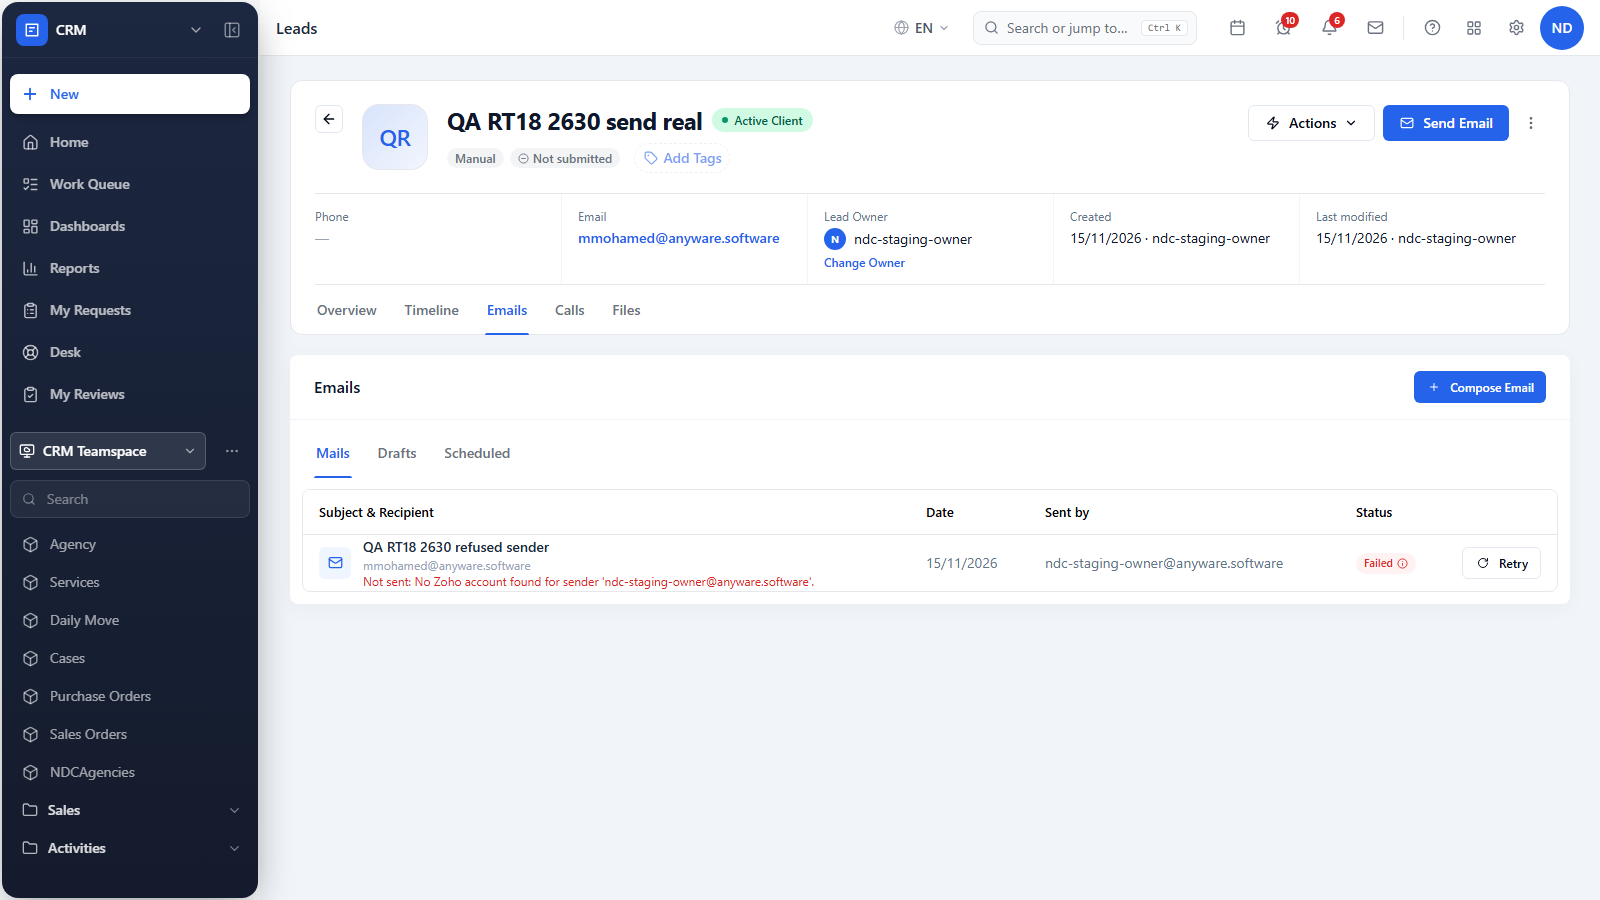 CRM
New
Home
Work Queue
Dashboards
Reports
My Requests
Desk
My Reviews
CRM Teamspace
Search
Agency
Services
Daily Move
Cases
Purchase Orders
Sales Orders
NDCAgencies
Sales
Activities
Leads
EN
Search or jump to...
Ctrl K
10
6
ND
QR
QA RT18 2630 send real
Active Client
Manual
Not submitted
Add Tags
Actions
Send Email
Phone
—
Email
mmohamed@anyware.software
Lead Owner
N
ndc-staging-owner
Change Owner
Created
15/11/2026 · ndc-staging-owner
Last modified
15/11/2026 · ndc-staging-owner
Overview
Timeline
Emails
Calls
Files
Emails
Compose Email
Mails
Drafts
Scheduled
Subject & Recipient
Date
Sent by
Status
QA RT18 2630 refused sender
mmohamed@anyware.software
Not sent: No Zoho account found for sender 'ndc-staging-owner@anyware.software'.
15/11/2026
ndc-staging-owner@anyware.software
Failed
Retry